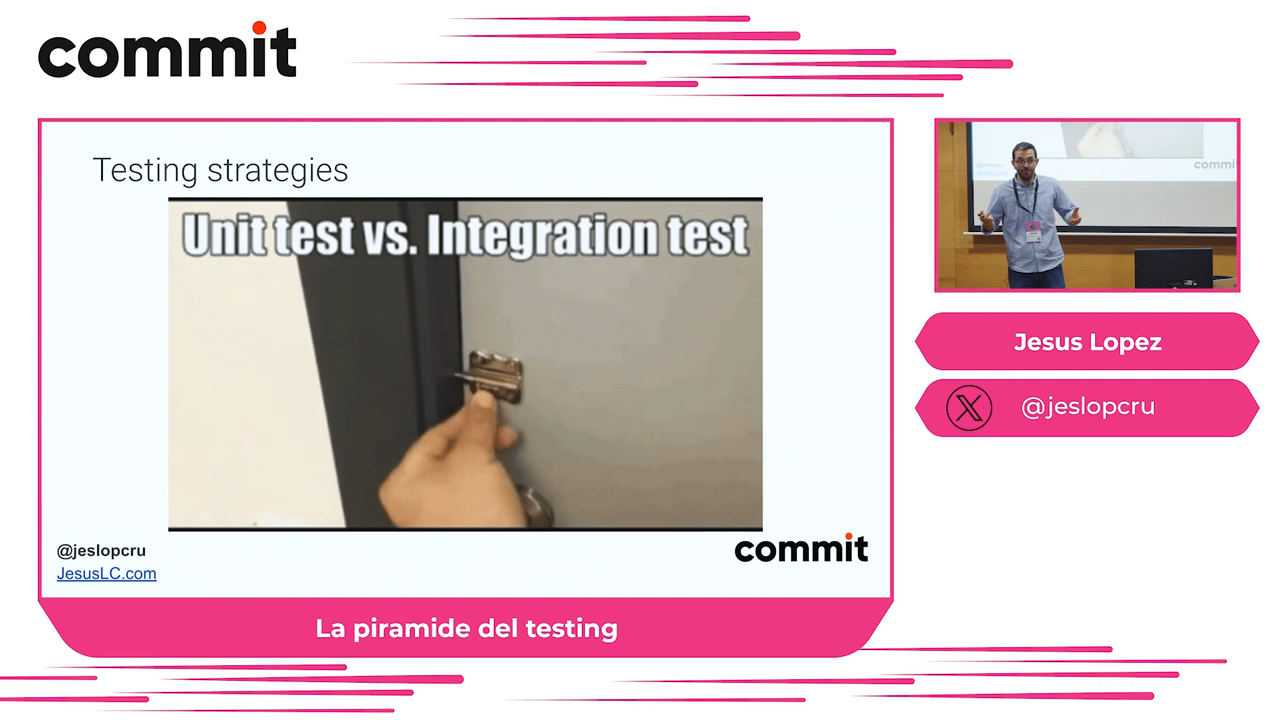 commit
Testing strategies
Unit test vs. Integration test
@jeslopcru
JesusLC.com
commit
La piramide del testing
commit
Jesus Lopez
@jeslopcru